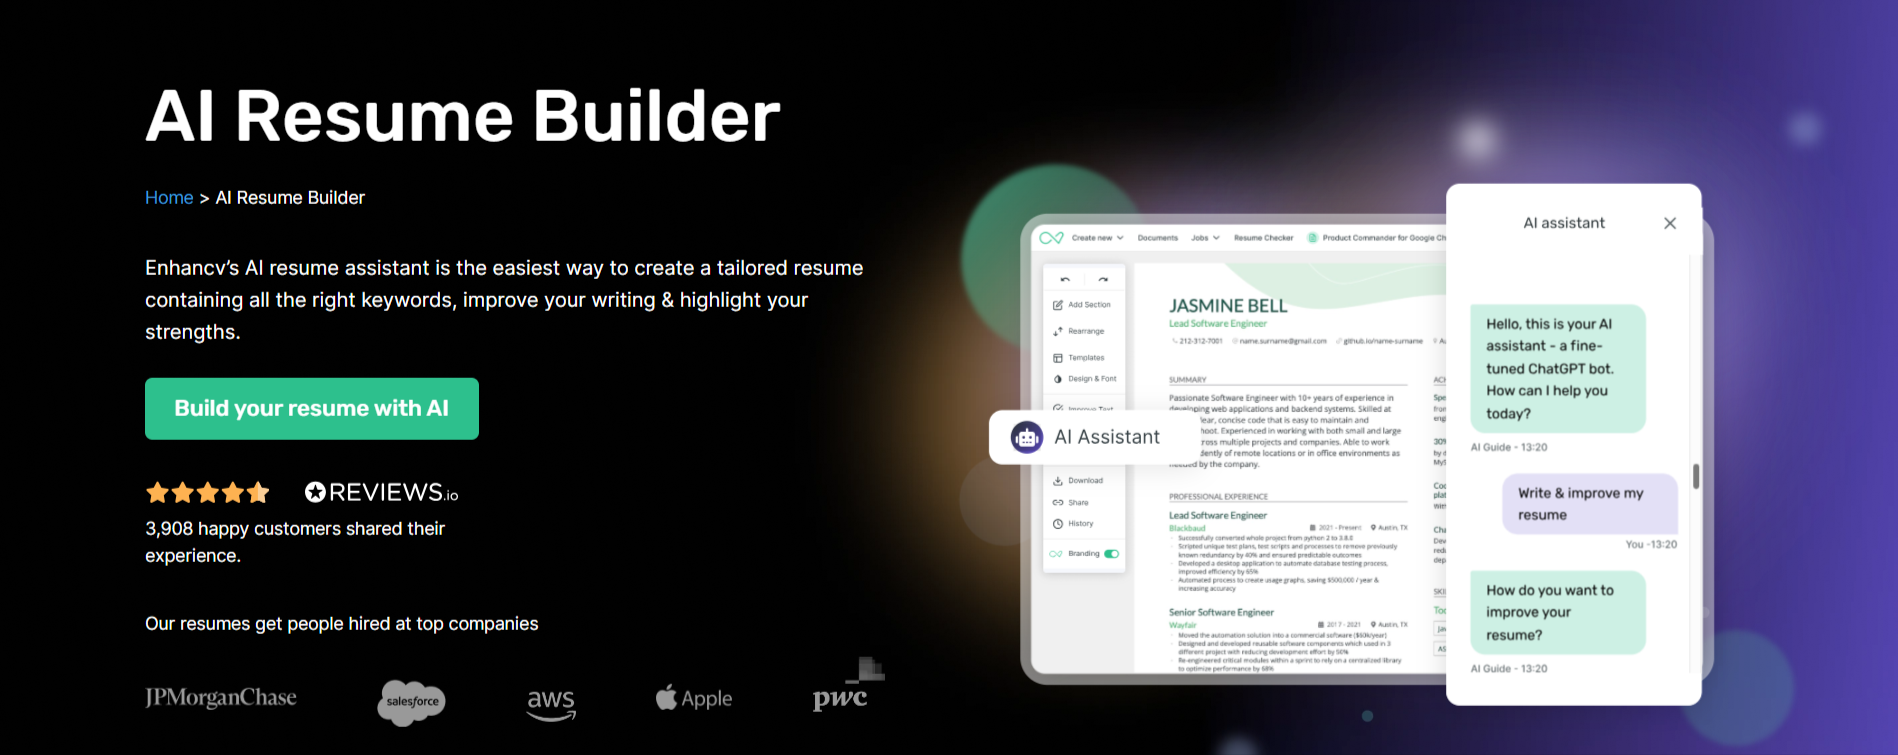 AI Resume Builder
Home > AI Resume Builder
Enhancv's AI resume assistant is the easiest way to create a tailored resume
containing all the right keywords, improve your writing & highlight your
strengths.
Build your resume with AI
REVIEWS.io
3,908 happy customers shared their
experience.
Our resumes get people hired at top companies
JPMorganChase
salesforce
aws
Apple
pwc
Create new
Documents
Jobs
Resume Checker
Product Commander for Google Ch
Add Section
Rearrange
Templates
Design & Font
AI Assistant
Download
Share
History
Branding
JASMINE BELL
Lead Software Engineer
212-312-7001
name.surname@gmail.com
github.io/name-surname
SUMMARY
Passionate Software Engineer with 10+ years of experience in
developing web applications and backend systems. Skilled at
ear, concise code that is easy to maintain and
hoot. Experienced in working with both small and large
ross multiple projects and companies. Able to work
dently of remote locations or in office environments as
needed by the company.
PROFESSIONAL EXPERIENCE
Lead Software Engineer
Blackbaud
2021 - Present
Austin, TX
Successfully converted whole project from python 2 to 3.8.8
Scripted unique test plans, test scripts and processes to remove previously
known redundancy by 40% and ensured predictable outcomes
Developed a desktop application to automate database testing process,
improved efficiency by 65%
Automated process to create usage graphs, saving $500,000 / year &
increasing accuracy
Senior Software Engineer
Wayfair
2017 - 2021
Austin, TX
Moved the automation solution into a commercial software ($50k/year)
Designed and developed reusable software components which used in 3
different project with reducing development effort by 50%
Re-engineered critical modules within a sprint to rely on a centralized library
to optimize performance by 68%
AI assistant
Hello, this is your AI
assistant - a fine-
tuned ChatGPT bot.
How can I help you
today?
AI Guide - 13:20
Write & improve my
resume
You -13:20
How do you want to
improve your
resume?
AI Guide - 13:20